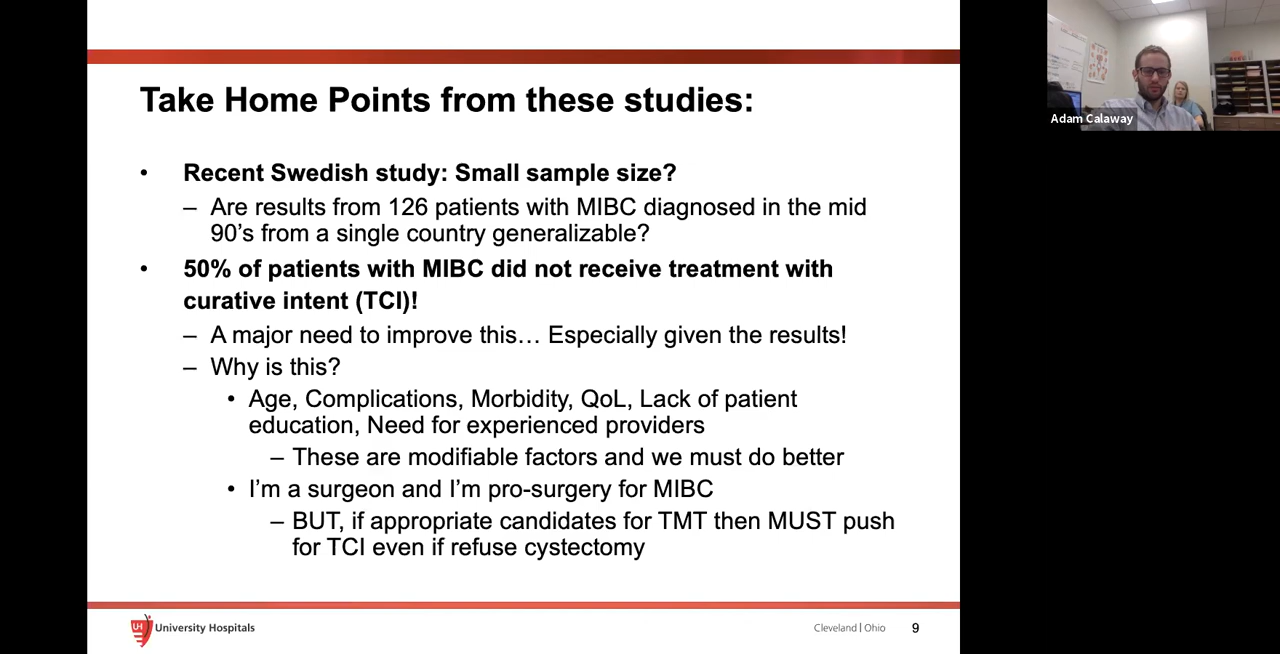 Take Home Points from these studies:
• Recent Swedish study: Small sample size?
– Are results from 126 patients with MIBC diagnosed in the mid
90's from a single country generalizable?
• 50% of patients with MIBC did not receive treatment with
curative intent (TCI)!
– A major need to improve this… Especially given the results!
– Why is this?
• Age, Complications, Morbidity, QoL, Lack of patient
education, Need for experienced providers
– These are modifiable factors and we must do better
• I'm a surgeon and I'm pro-surgery for MIBC
– BUT, if appropriate candidates for TMT then MUST push
for TCI even if refuse cystectomy
UH
University Hospitals
Cleveland | Ohio
9
Adam Calaway